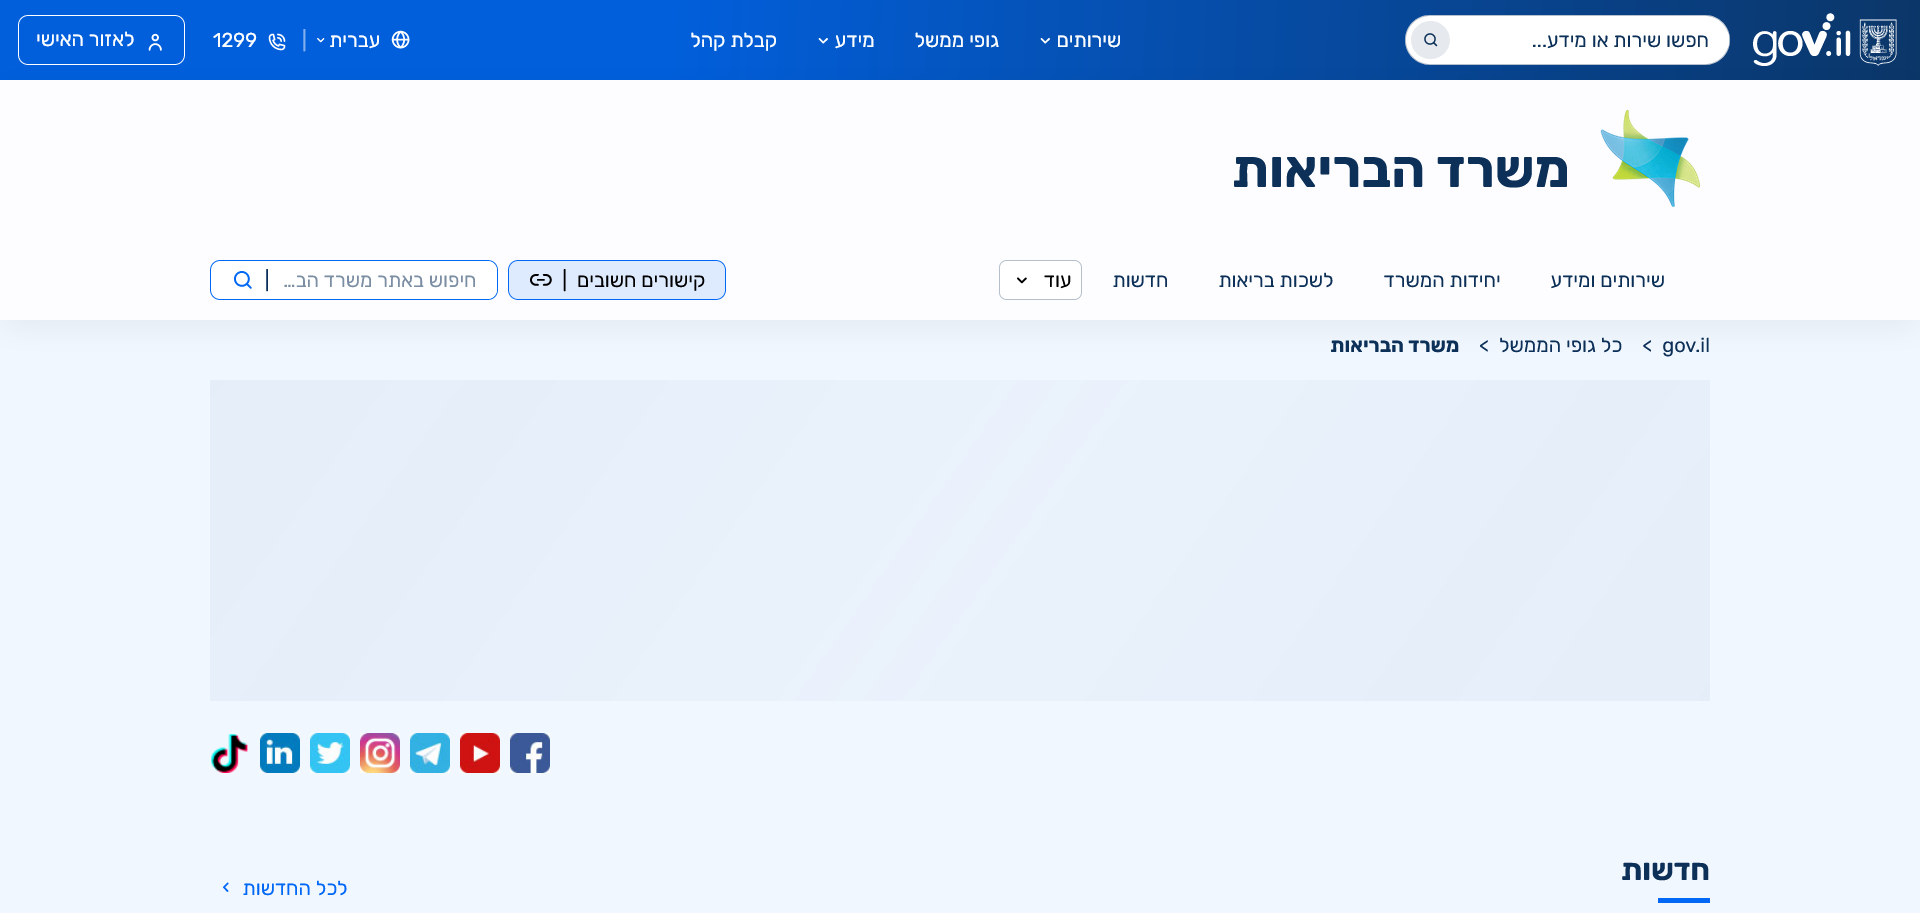 gov.il
חפשו שירות או מידע...
שירותים
גופי ממשל
מידע
קבלת קהל
עברית
1299
לאזור האישי
משרד הבריאות
שירותים ומידע
יחידות המשרד
לשכות בריאות
חדשות
עוד
קישורים חשובים |
חיפוש באתר משרד הב... |
gov.il > כל גופי הממשל > משרד הבריאות
חדשות
לכל החדשות